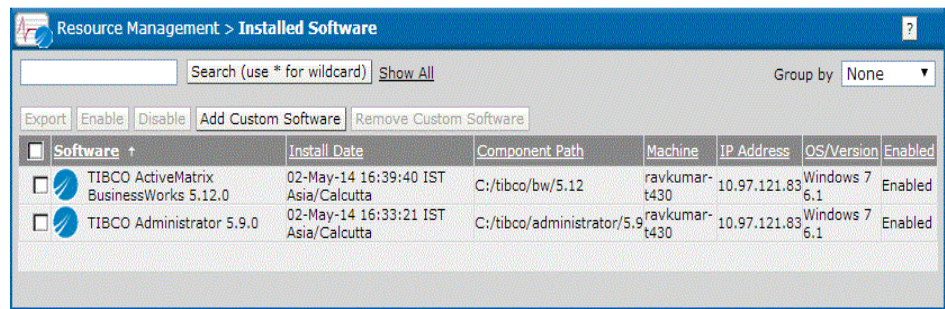 Resource Management > Installed Software
?
Search (use * for wildcard) Show All
Group by None
Export Enable Disable Add Custom Software Remove Custom Software
Software ↑ Install Date Component Path Machine IP Address OS/Version Enabled
TIBCO ActiveMatrix
BusinessWorks 5.12.0
02-May-14 16:39:40 IST
Asia/Calcutta
C:/tibco/bw/5.12
ravkumar-
t430
10.97.121.83
Windows 7
6.1
Enabled
TIBCO Administrator 5.9.0
02-May-14 16:33:21 IST
Asia/Calcutta
C:/tibco/administrator/5.9
ravkumar-
t430
10.97.121.83
Windows 7
6.1
Enabled